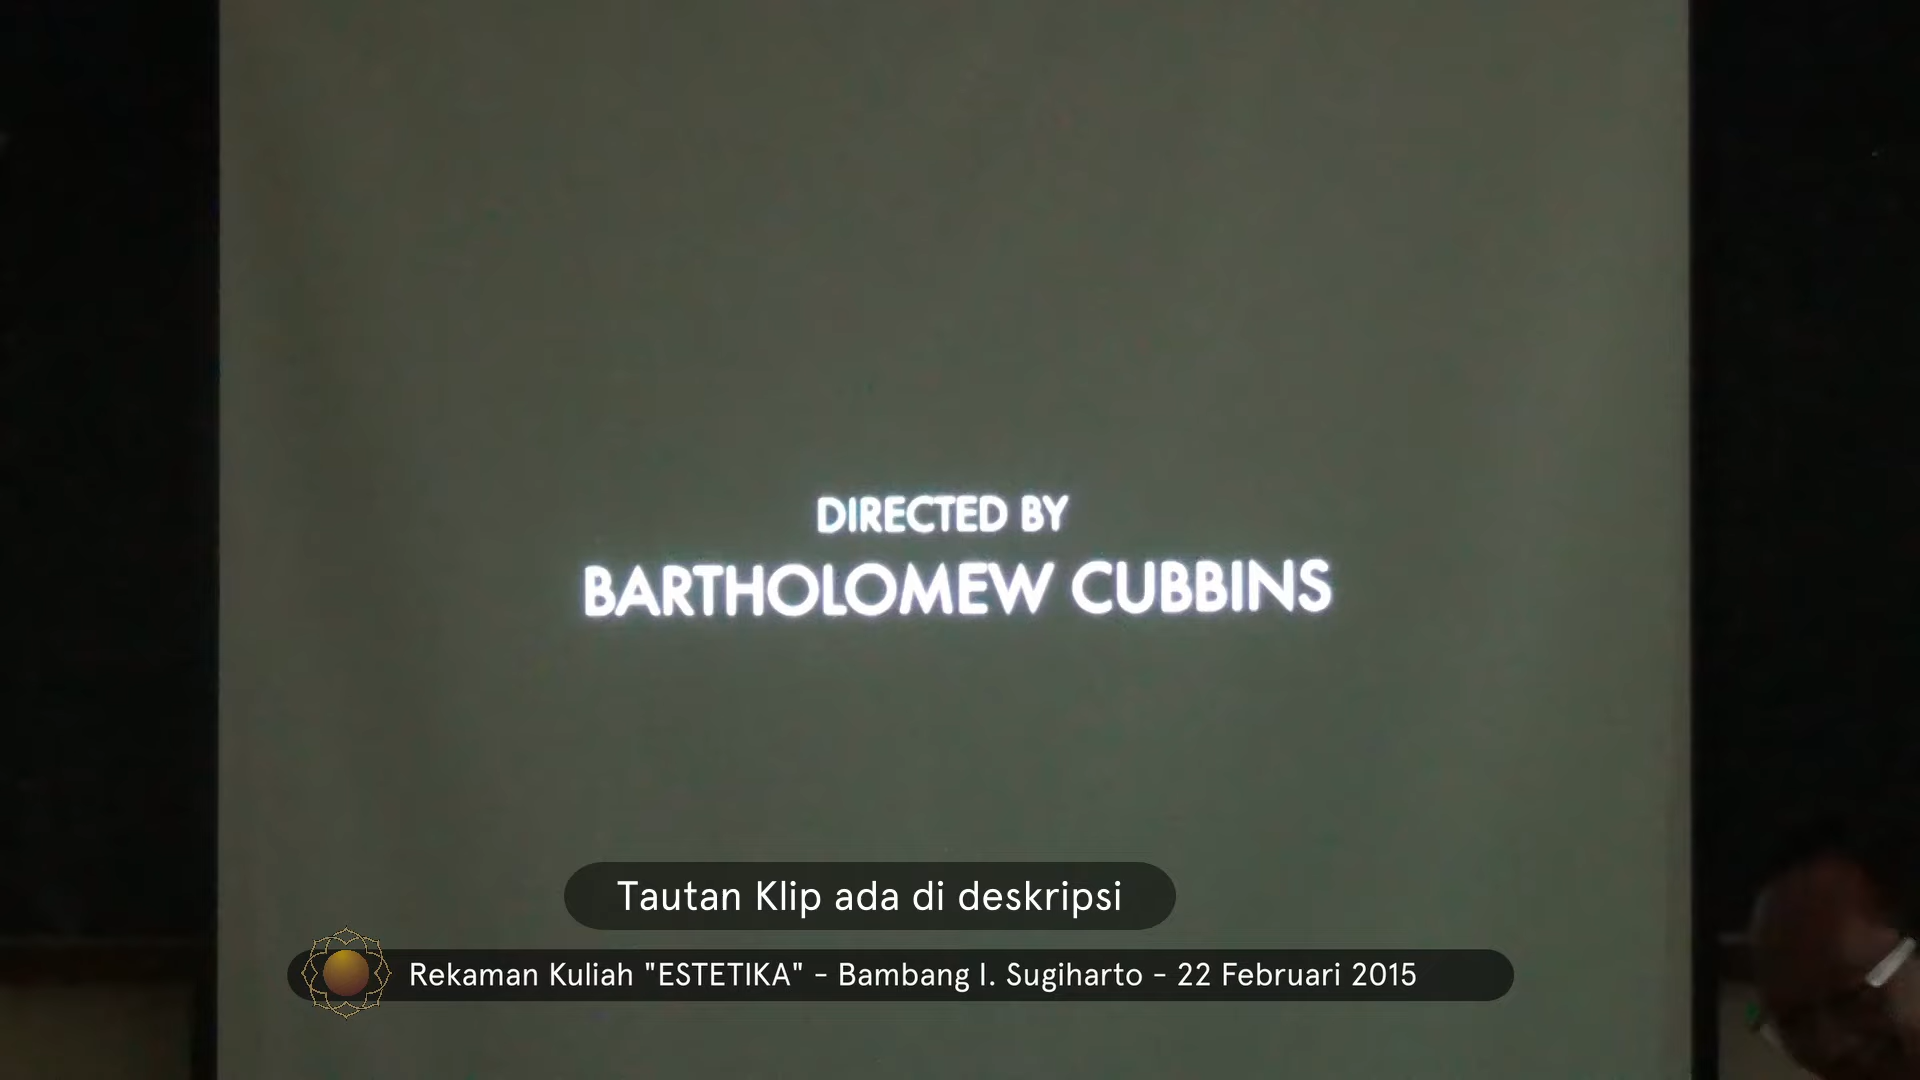 DIRECTED BY
BARTHOLOMEW CUBBINS
Tautan Klip ada di deskripsi
Rekaman Kuliah "ESTETIKA" - Bambang I. Sugiharto - 22 Februari 2015